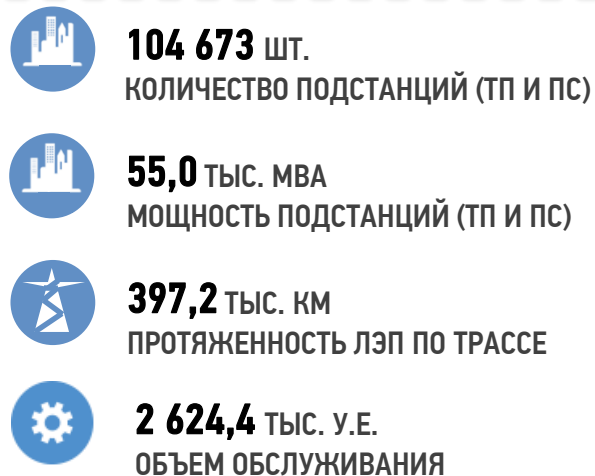 104 673 ШТ.
КОЛИЧЕСТВО ПОДСТАНЦИЙ (ТП И ПС)
55,0 ТЫС. МВА
МОЩНОСТЬ ПОДСТАНЦИЙ (ТП И ПС)
397,2 ТЫС. КМ
ПРОТЯЖЕННОСТЬ ЛЭП ПО ТРАССЕ
2 624,4 ТЫС. У.Е.
ОБЪЕМ ОБСЛУЖИВАНИЯ